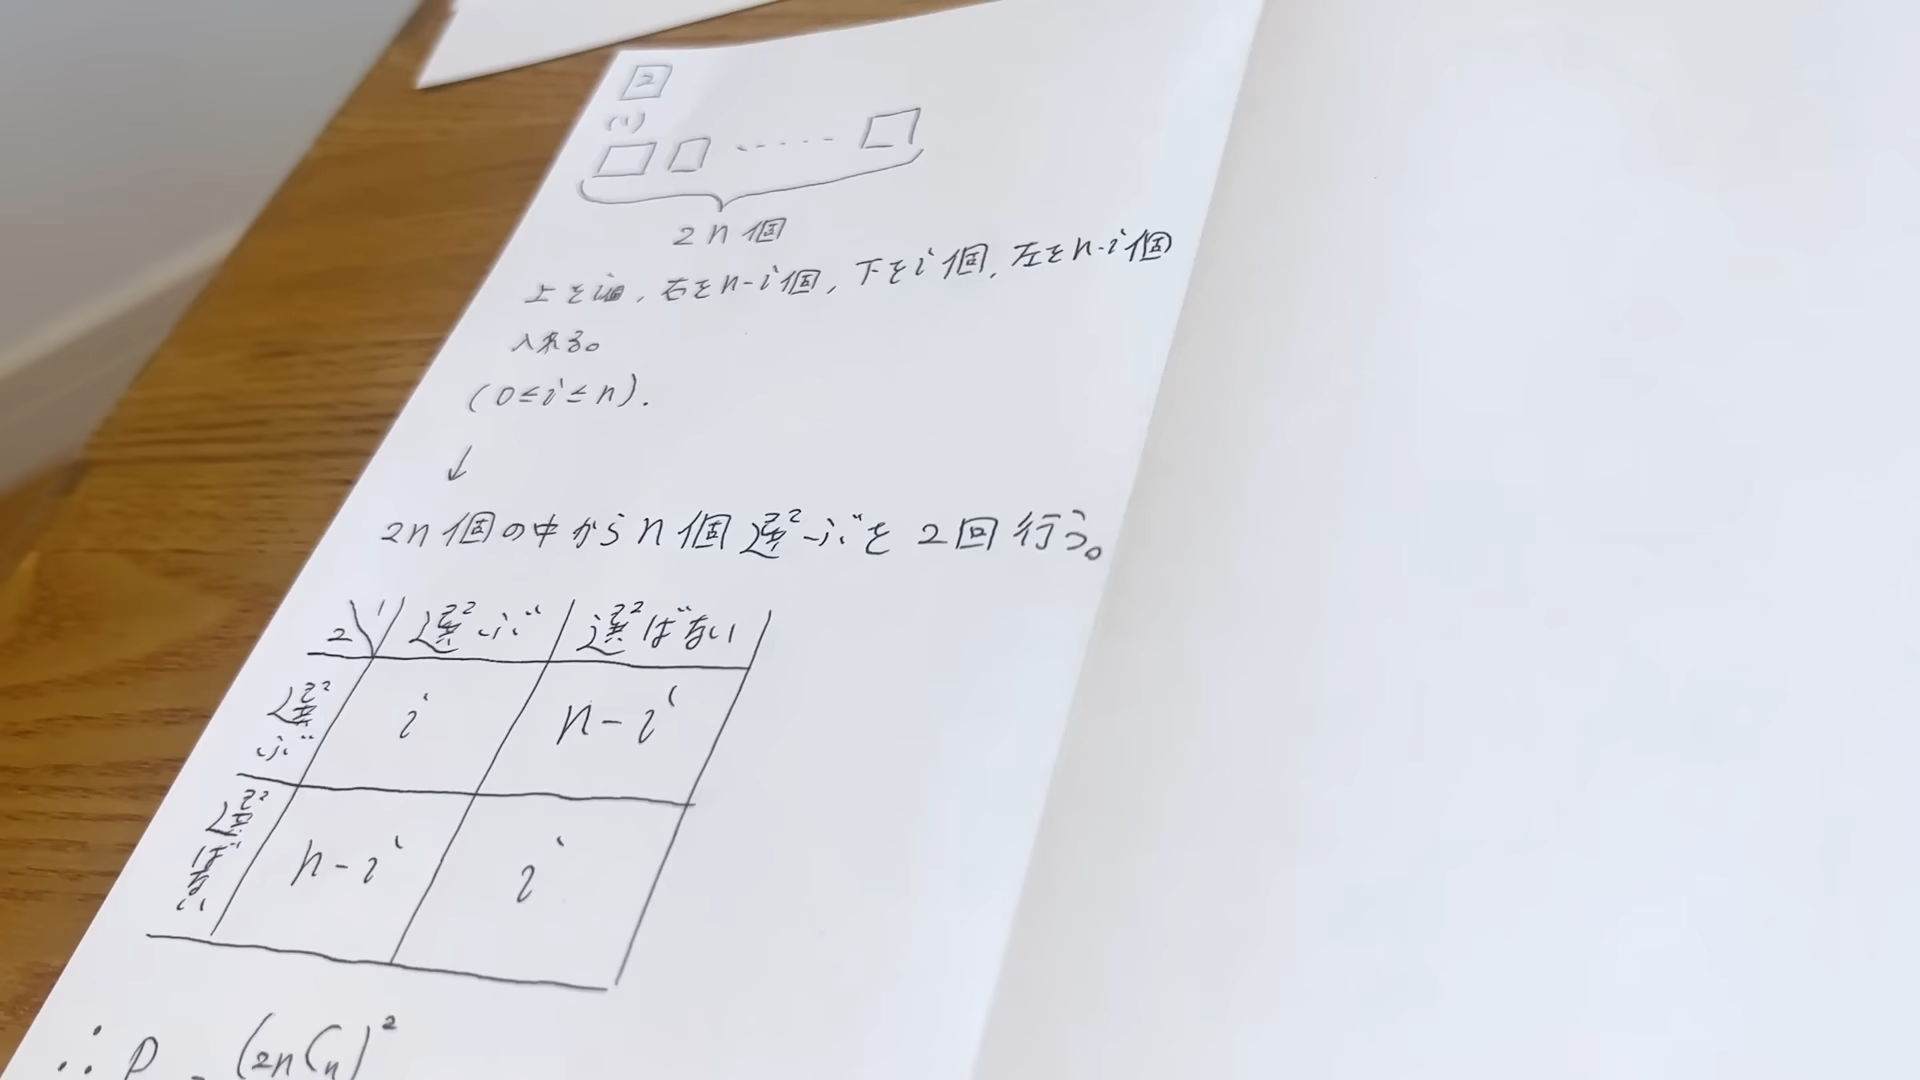 2
(1)
2n個
上をi個, 右をn-i個, 下をi個, 左をn-i個
入れる。
(0≤i≤n).
↓
2n個の中からn個選ぶを2回行う。
2 1 選ぶ 選ばない
選ぶ i n-i
選ばない n-i i
∴ P = (2nCn)²